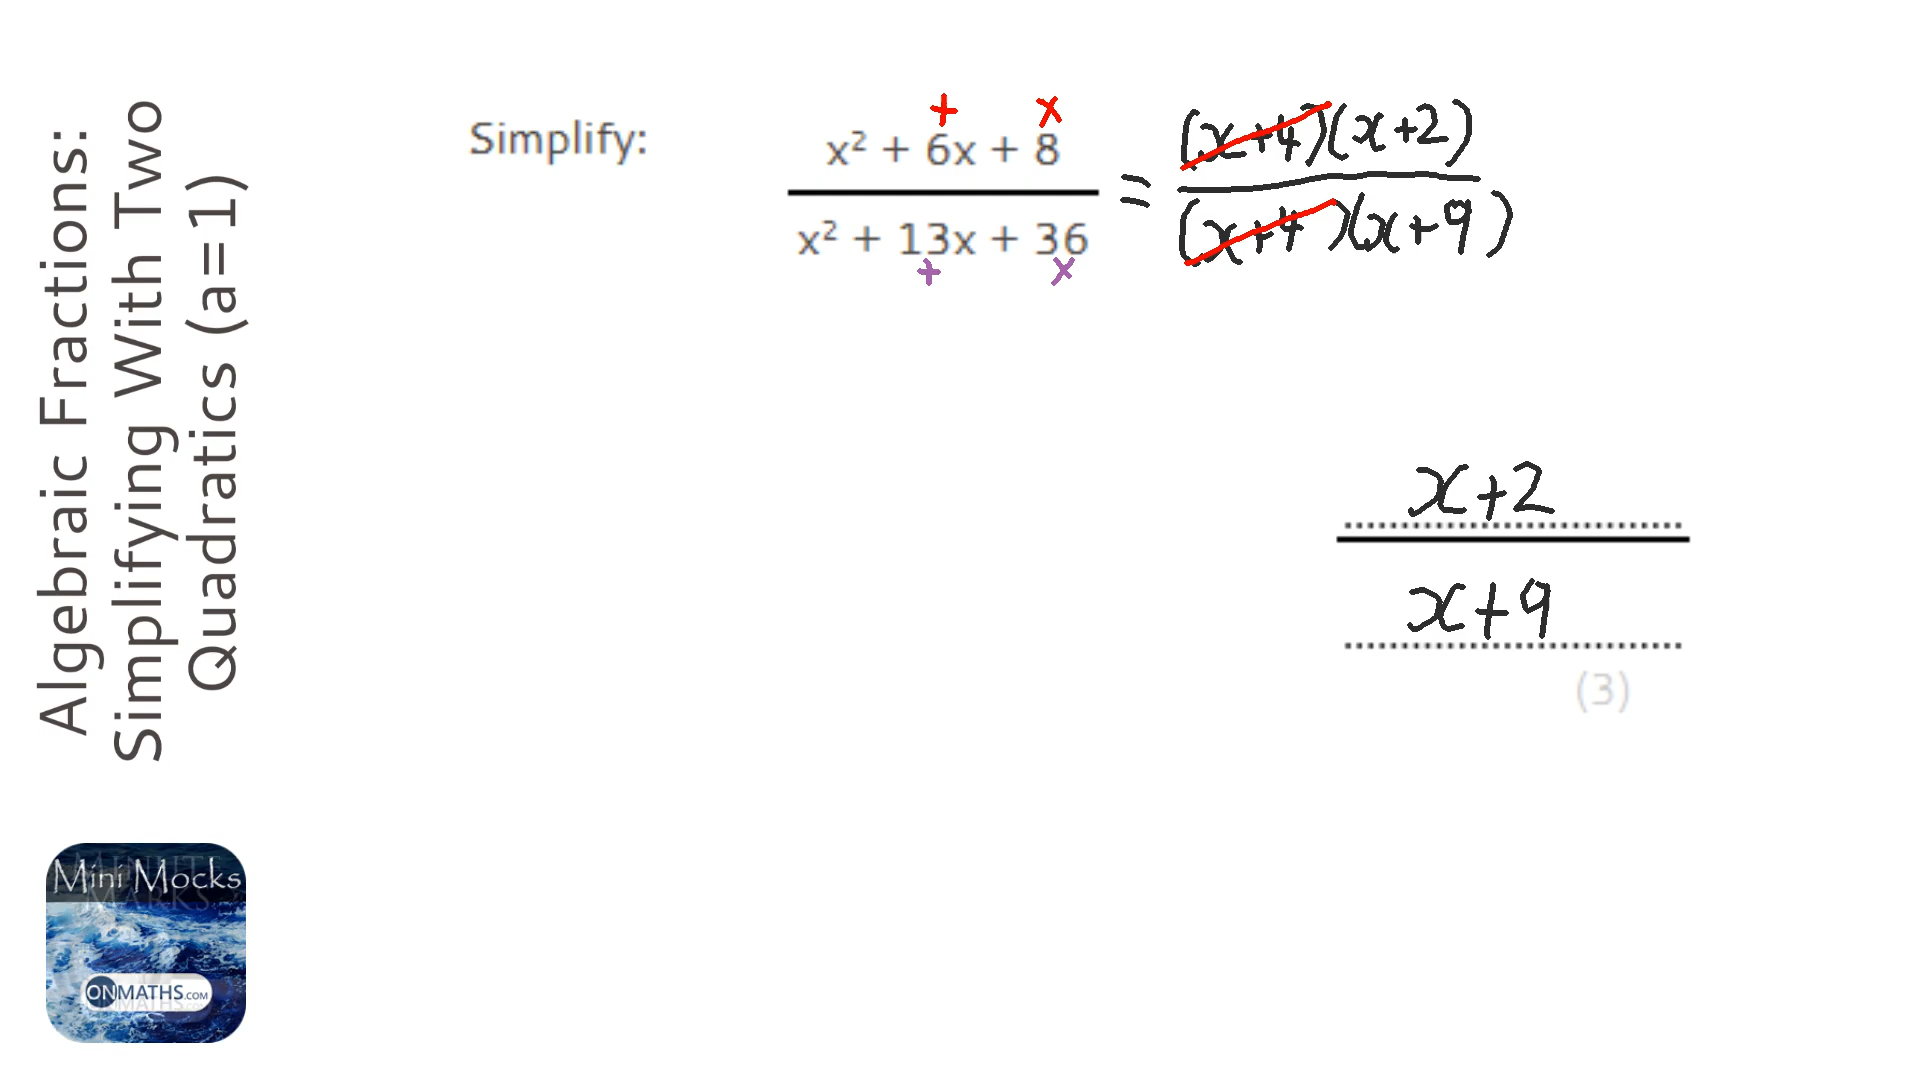 Algebraic Fractions:
Simplifying With Two
Quadratics (a=1)
Simplify:
+ x
x² + 6x + 8
x² + 13x + 36
+ x
= (x+4)(x+2)
(x+4)(x+9)
x+2
x+9
(3)
Mini Mocks
ONMATHS.COM